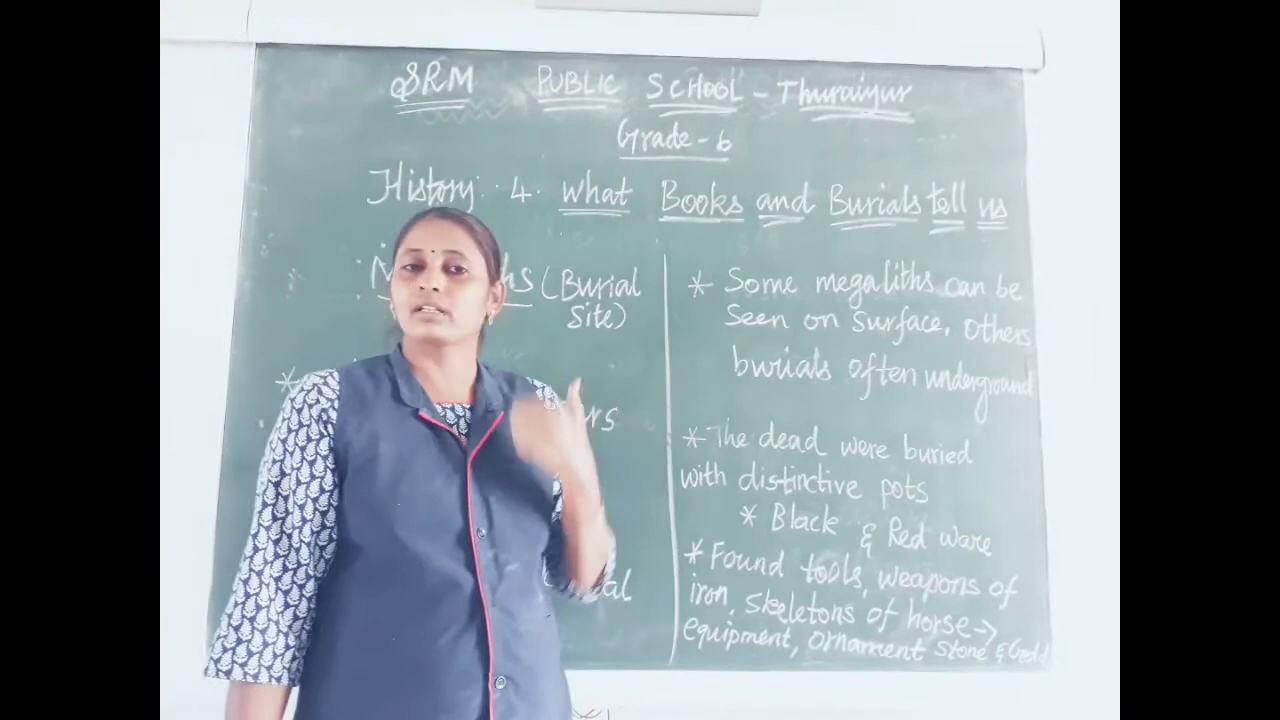 SRM PUBLIC SCHOOL - Thuraiyur
Grade - 6
History 4. What Books and Burials tell us
(Burial
Site)
* Some megaliths can be
Seen on Surface, others
burials often underground
* The dead were buried
with distinctive pots
* Black & Red ware
* Found tools, weapons of
iron, Skeletons of horse →
equipment, ornament stone & Gold